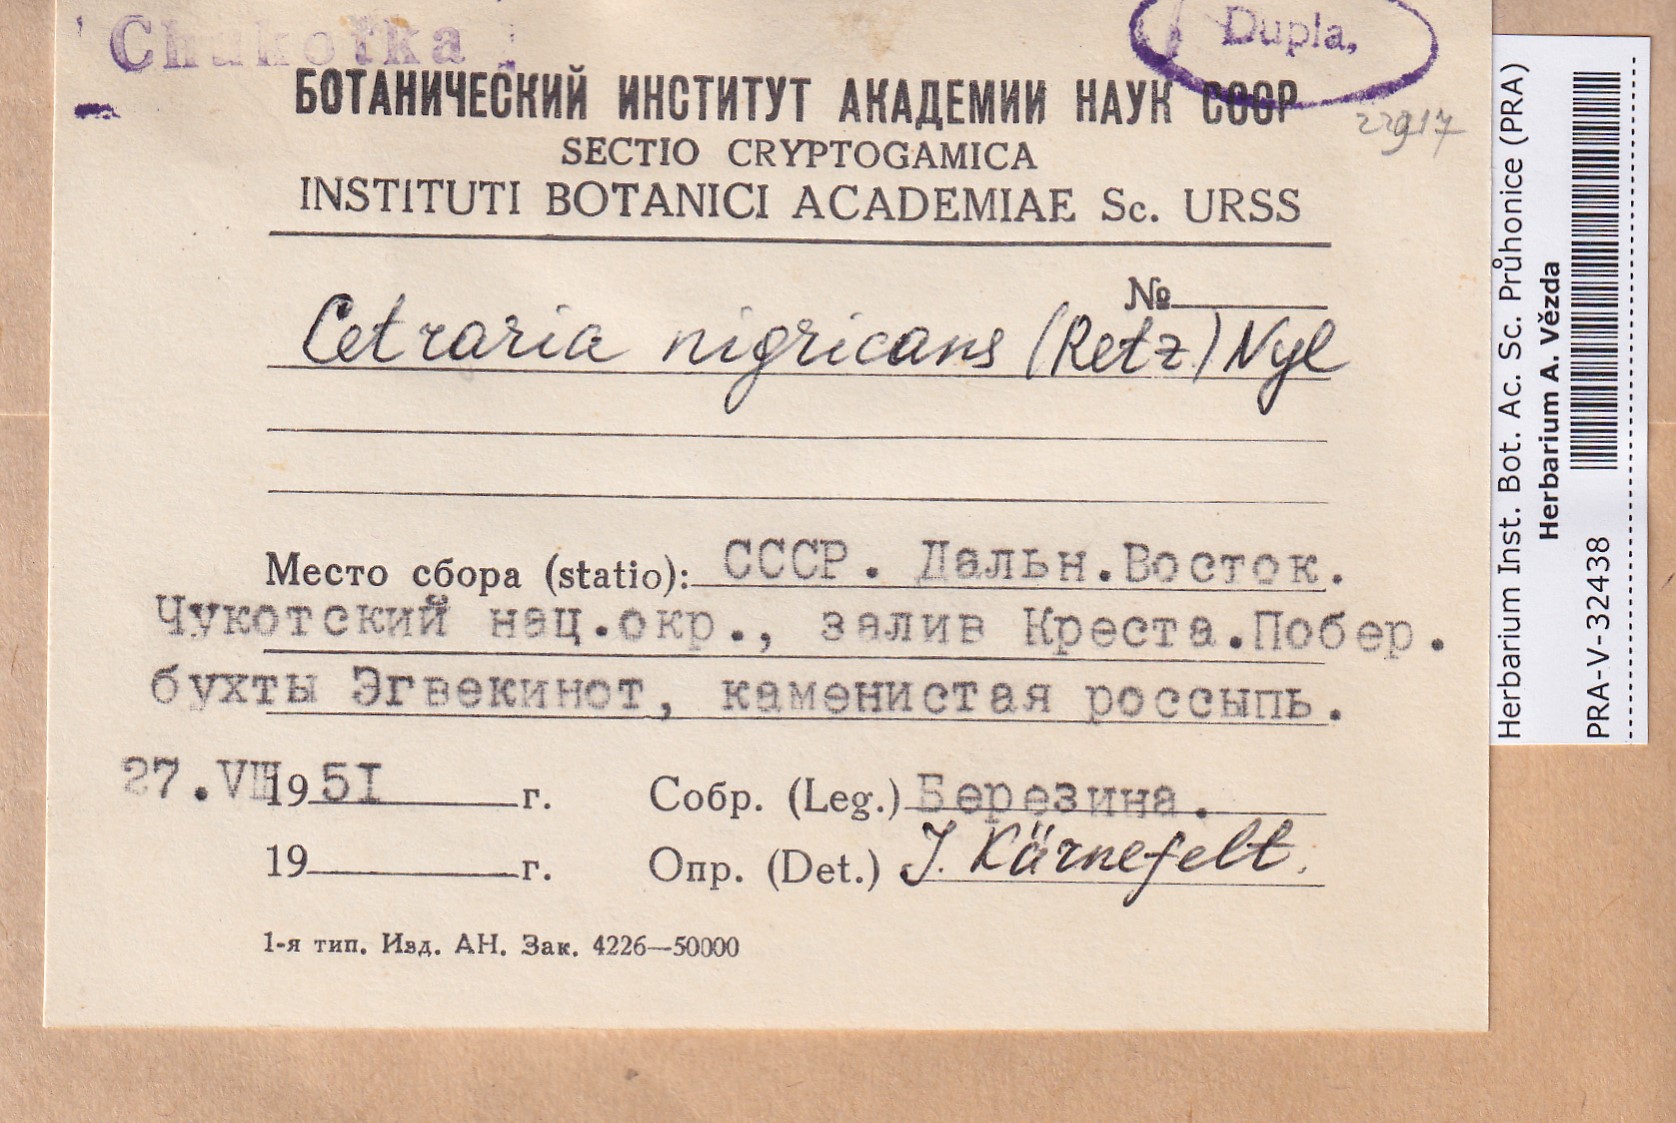 Chukotka
Dupla,
22917
БОТАНИЧЕСКИЙ ИНСТИТУТ АКАДЕМИИ НАУК СССР
SECTIO CRYPTOGAMICA
INSTITUTI BOTANICI ACADEMIAE Sc. URSS
№
Cetraria nigricans (Retz) Nyl
Место сбора (statio): СССР. Дальн.Восток.
Чукотский нац.окр., залив Креста.Побер.
бухты Эгвекинот, каменистая россыпь.
27.VIII 1951 г. Собр. (Leg.) Березина.
19 г. Опр. (Det.) J. Kärnefelt.
1-я тип. Изд. АН. Зак. 4226—50000
Herbarium Inst. Bot. Ac. Sc. Průhonice (PRA)
Herbarium A. Vězda
PRA-V-32438